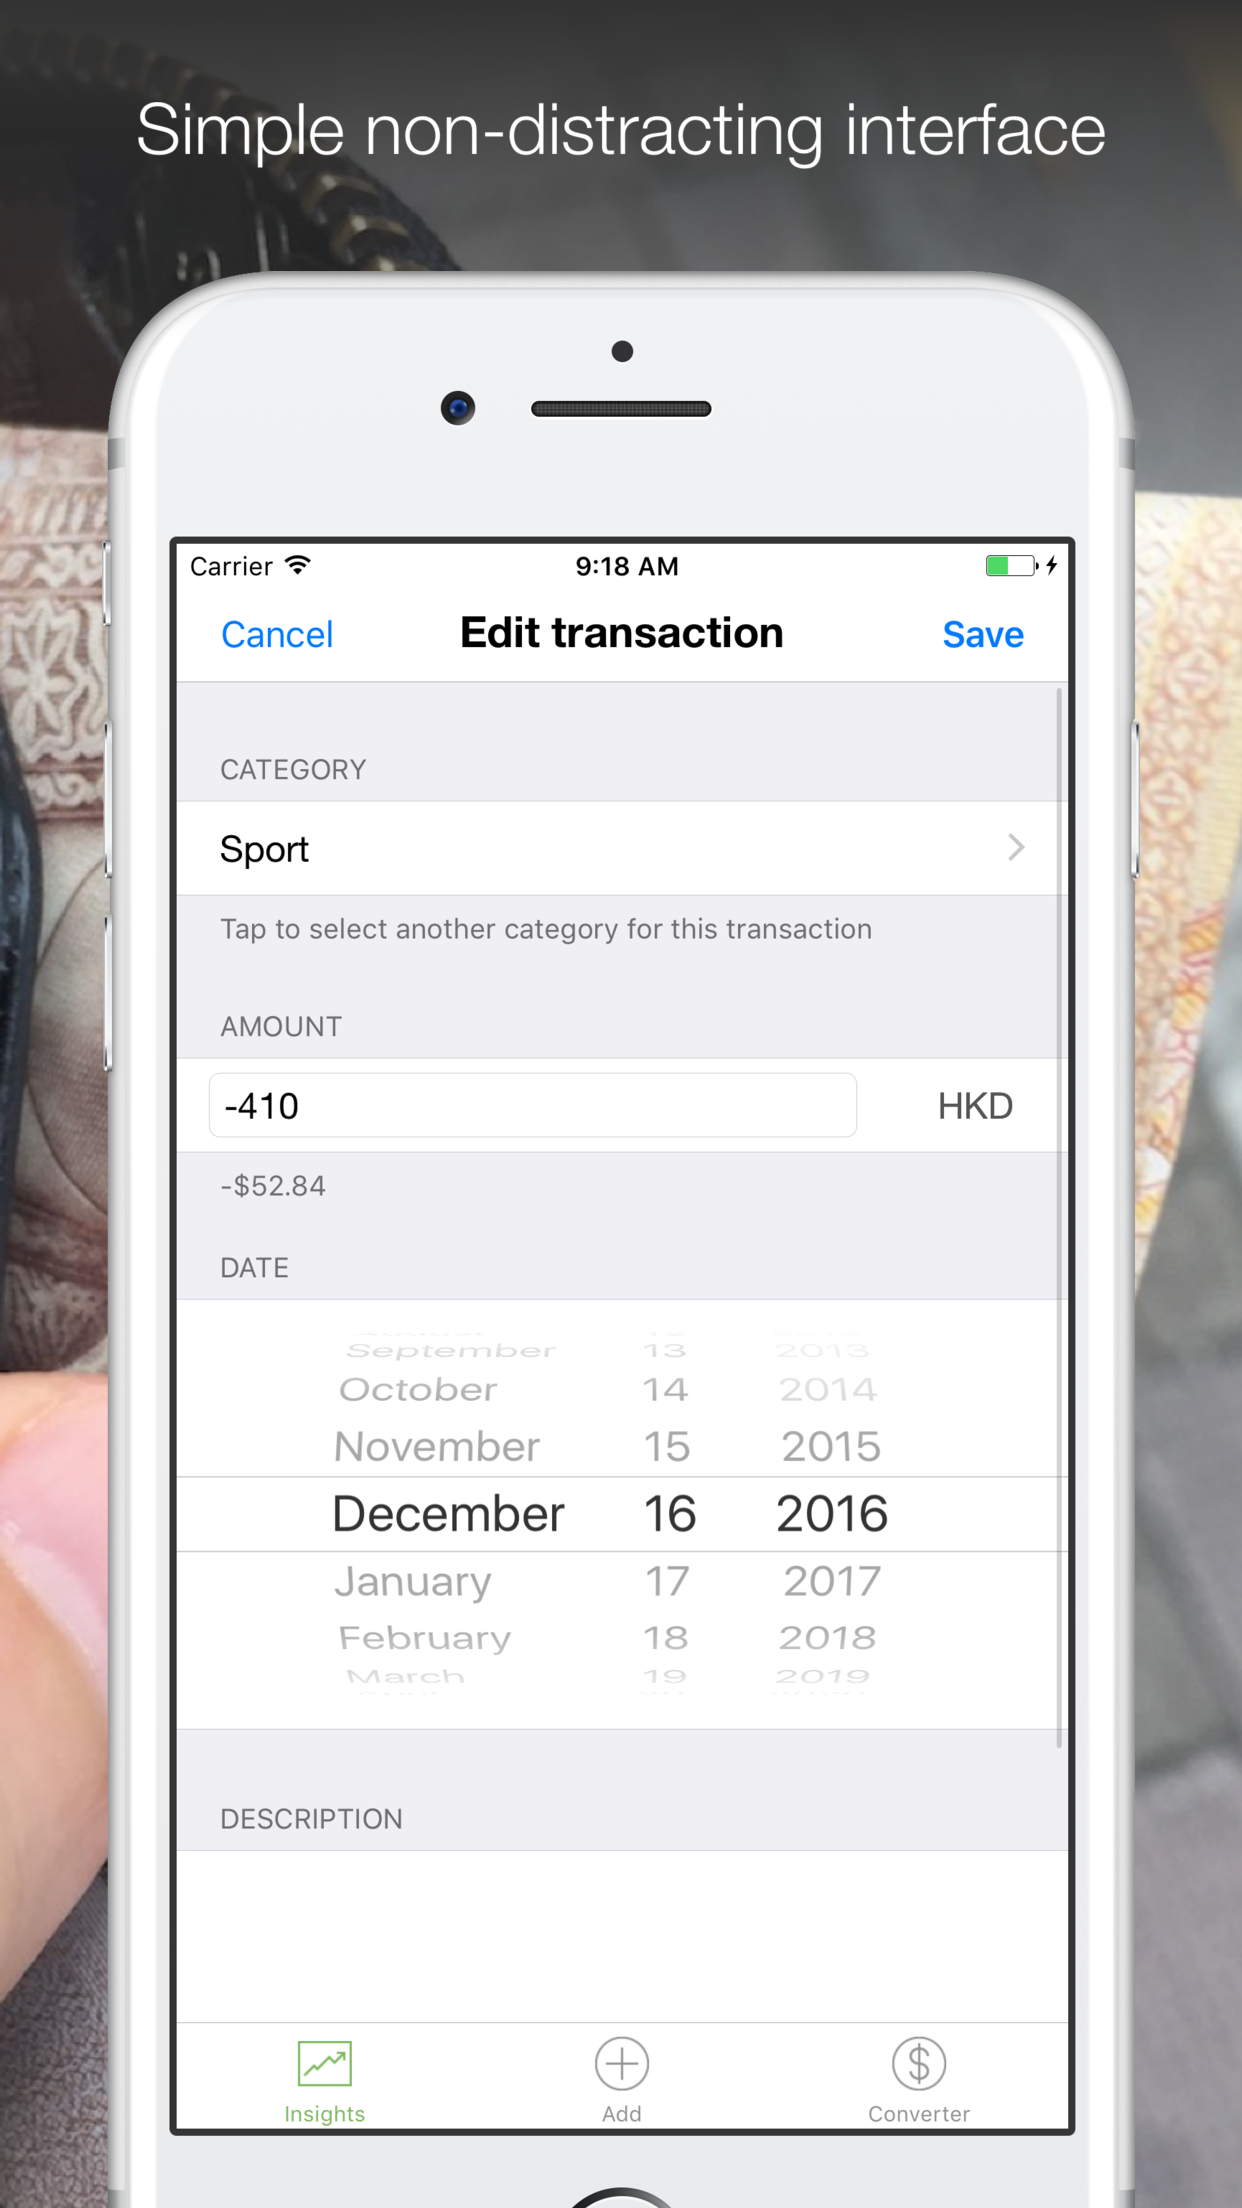 Simple non-distracting interface
Carrier 9:18 AM
Cancel Edit transaction Save
CATEGORY
Sport
Tap to select another category for this transaction
AMOUNT
-410 HKD
-$52.84
DATE
September 13 2013
October 14 2014
November 15 2015
December 16 2016
January 17 2017
February 18 2018
March 19 2019
DESCRIPTION
Insights Add Converter